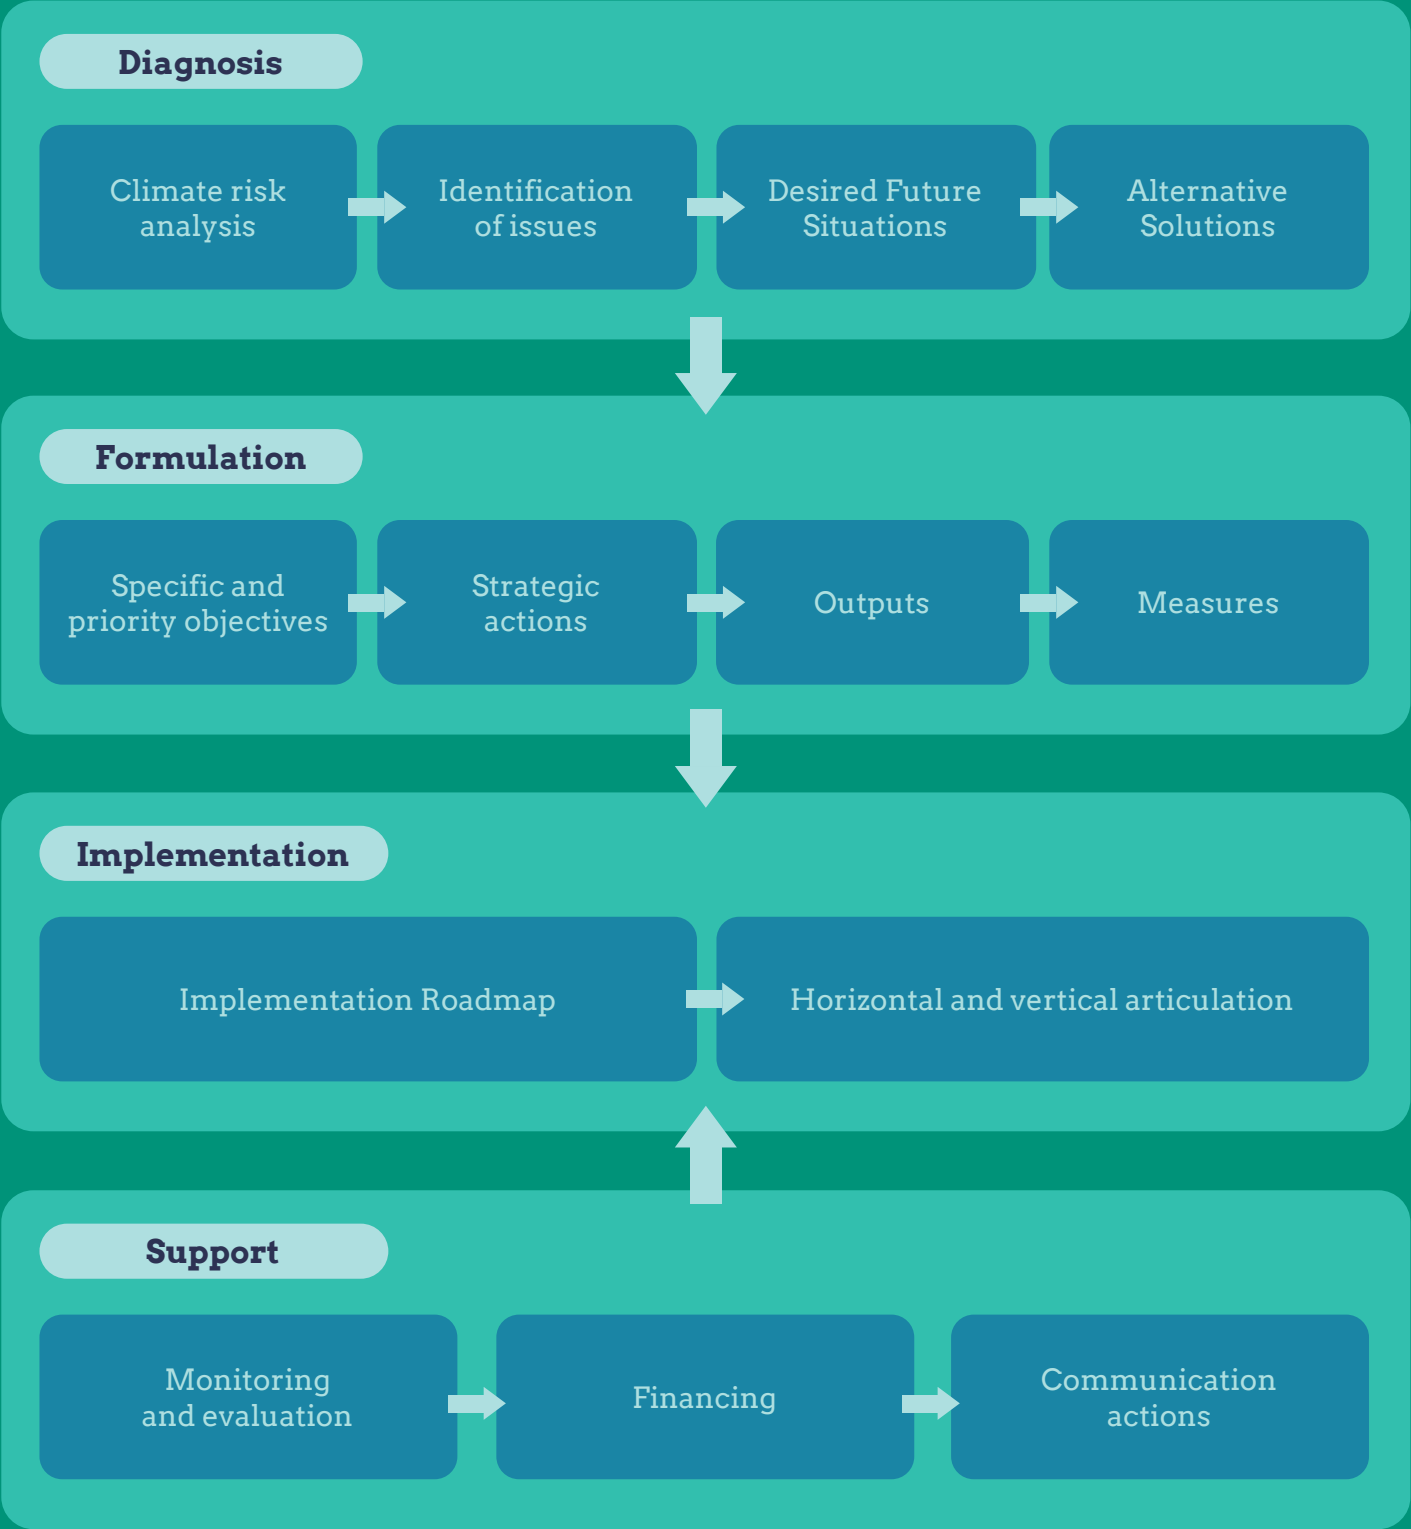 Diagnosis
Climate risk
analysis
Identification
of issues
Desired Future
Situations
Alternative
Solutions
Formulation
Specific and
priority objectives
Strategic
actions
Outputs
Measures
Implementation
Implementation Roadmap
Horizontal and vertical articulation
Support
Monitoring
and evaluation
Financing
Communication
actions